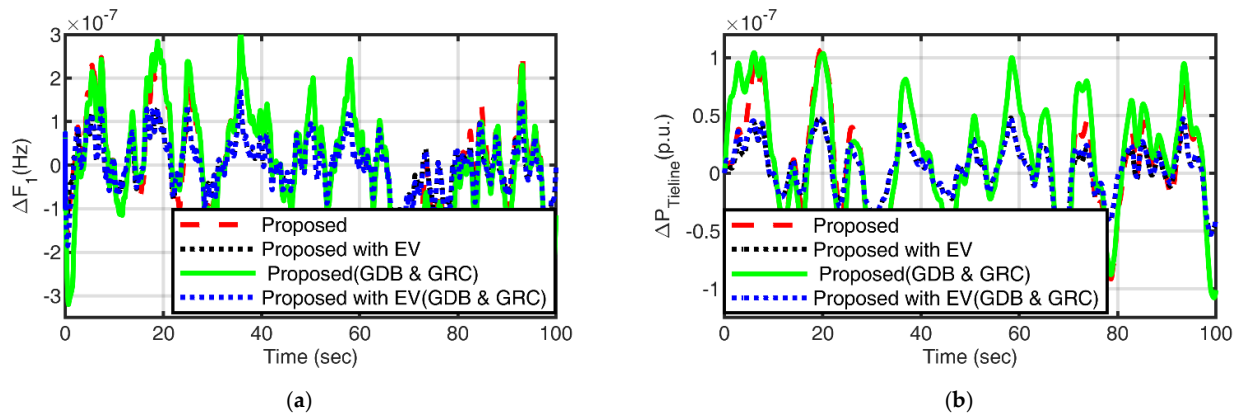 ×10⁻⁷
3
2
1
0
-1
-2
-3
ΔF₁(Hz)
Proposed
Proposed with EV
Proposed(GDB & GRC)
Proposed with EV(GDB & GRC)
0 20 40 60 80 100
Time (sec)
(a)
×10⁻⁷
1
0.5
0
-0.5
-1
ΔP_Tieline(p.u.)
Proposed
Proposed with EV
Proposed(GDB & GRC)
Proposed with EV(GDB & GRC)
0 20 40 60 80 100
Time (sec)
(b)